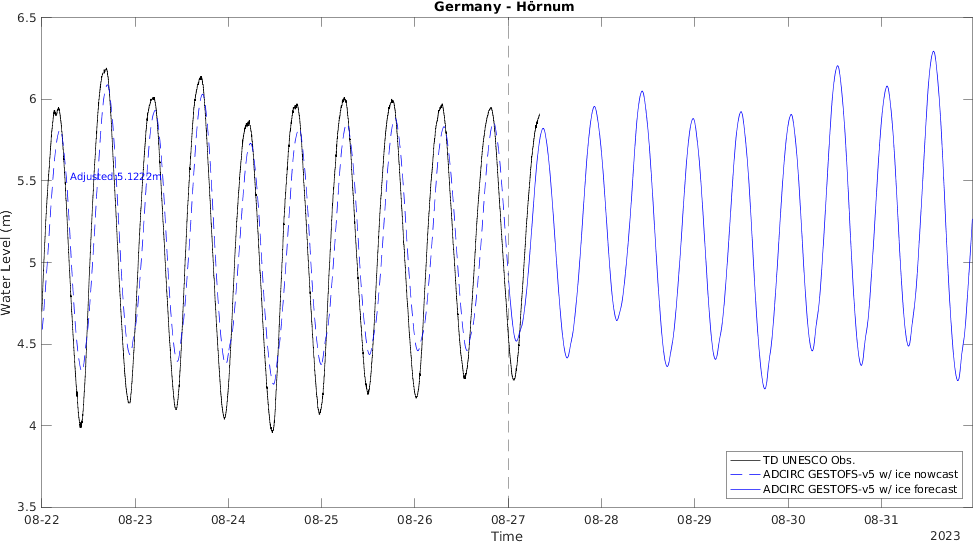 Germany - Hörnum
6.5
6
5.5
5
4.5
4
3.5
Water Level (m)
Adjusted:5.1222m
TD UNESCO Obs.
ADCIRC GESTOFS-v5 w/ ice nowcast
ADCIRC GESTOFS-v5 w/ ice forecast
08-22 08-23 08-24 08-25 08-26 08-27 08-28 08-29 08-30 08-31
Time
2023